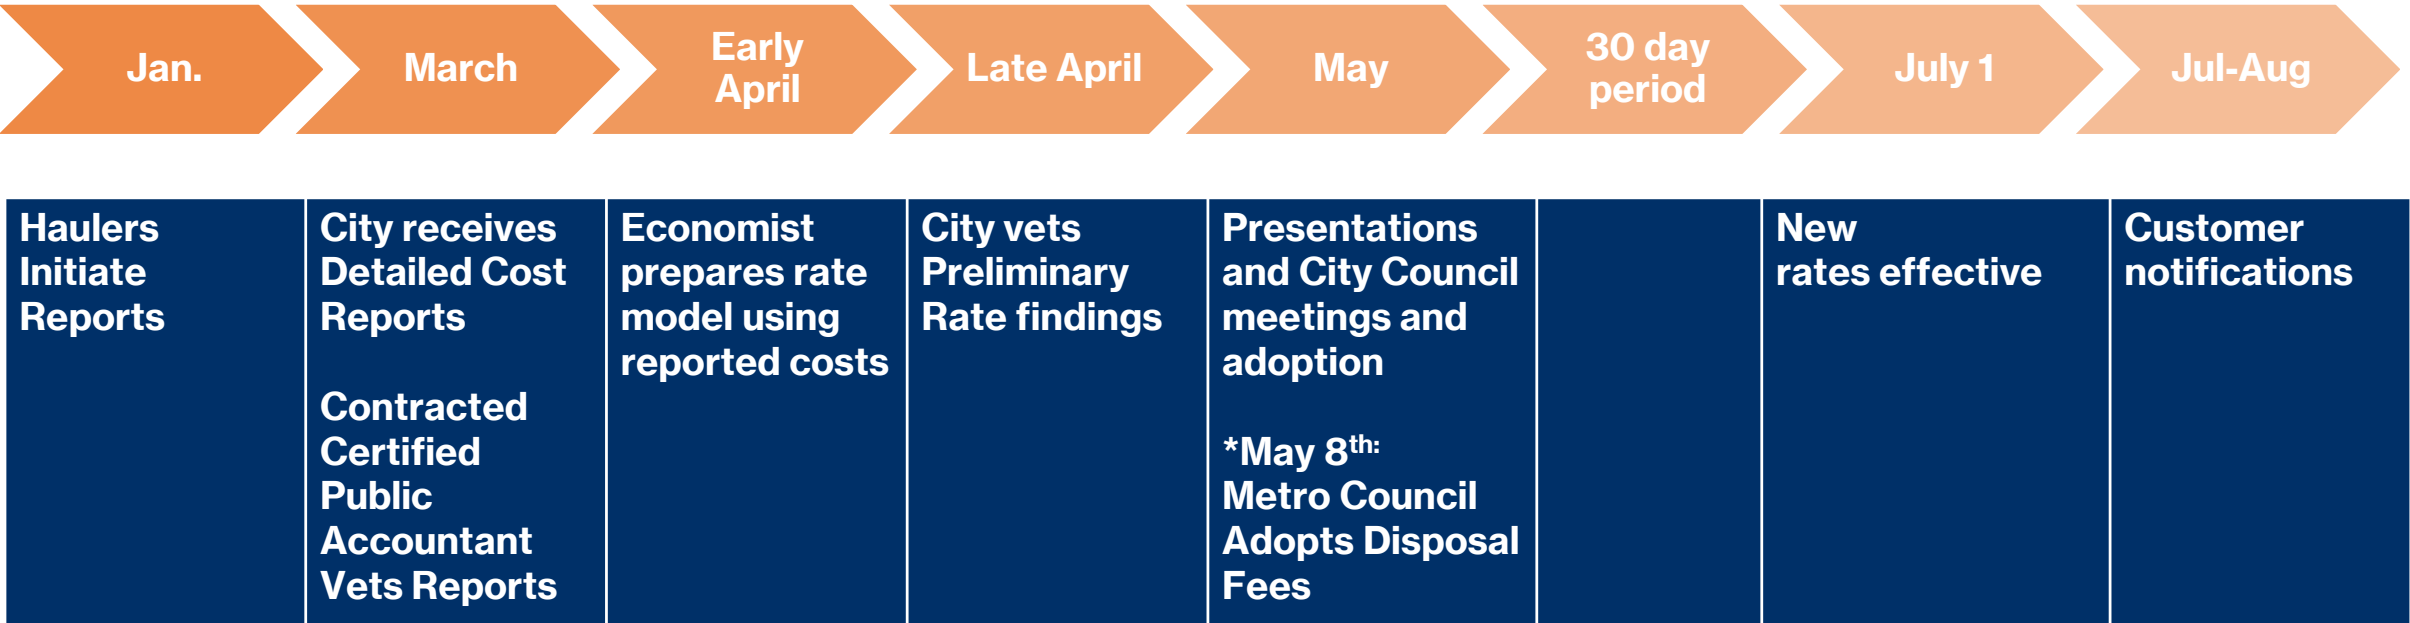 Jan.
March
Early
April
Late April
May
30 day
period
July 1
Jul-Aug
Haulers
Initiate
Reports
City receives
Detailed Cost
Reports
Contracted
Certified
Public
Accountant
Vets Reports
Economist
prepares rate
model using
reported costs
City vets
Preliminary
Rate findings
Presentations
and City Council
meetings and
adoption
*May 8th:
Metro Council
Adopts Disposal
Fees
New
rates effective
Customer
notifications